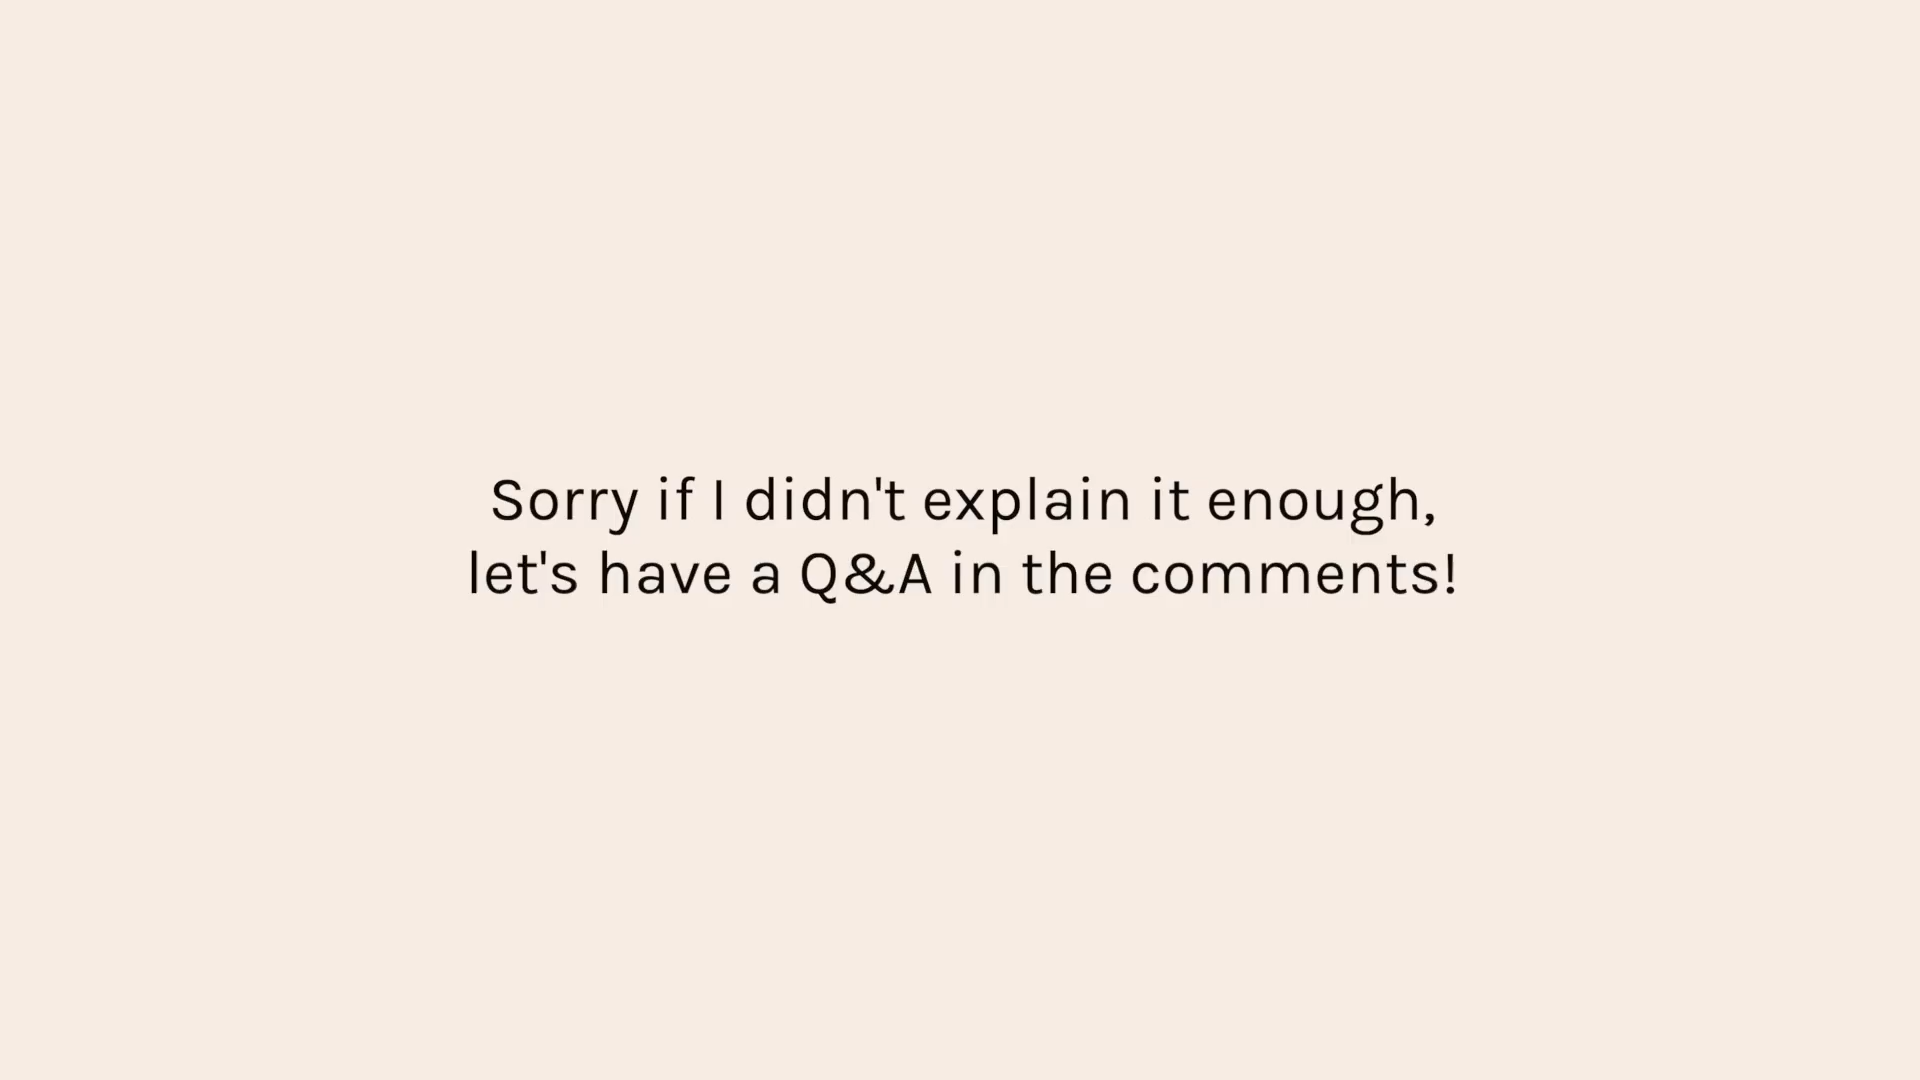 Sorry if I didn't explain it enough,
let's have a Q&A in the comments!